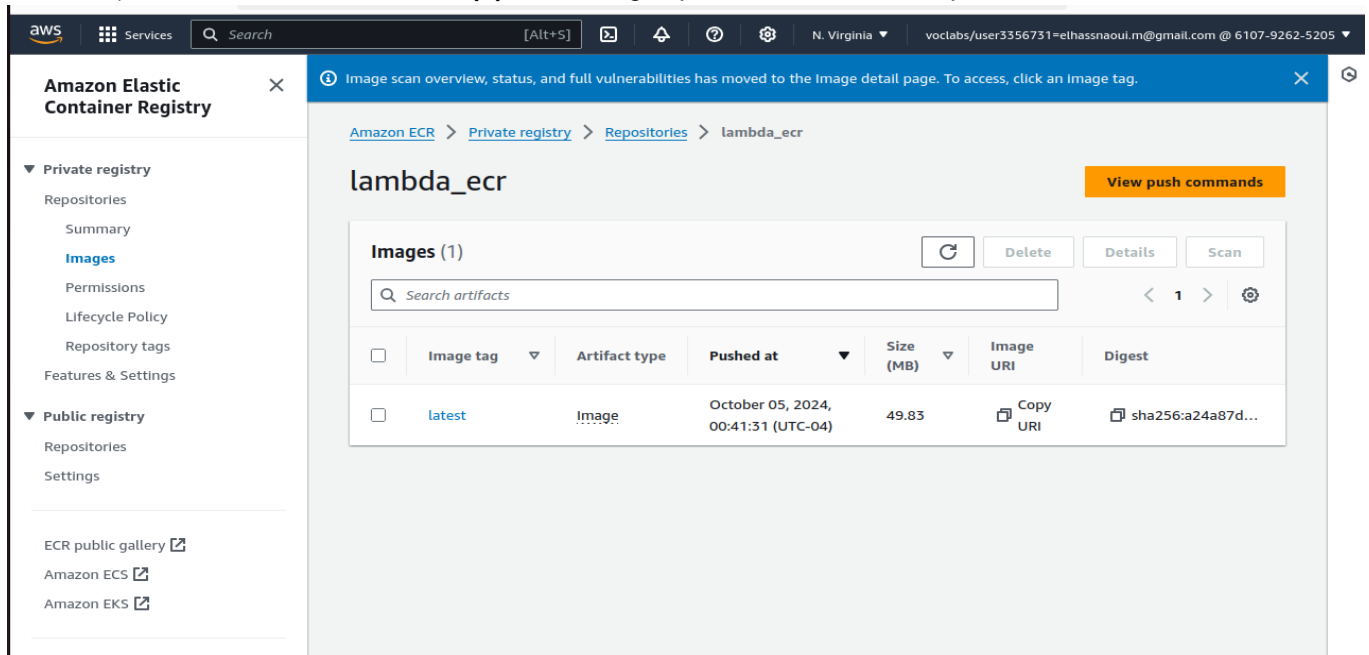 aws
Services
Search
[Alt+S]
N. Virginia
voclabs/user3356731=elhassnaoui.m@gmail.com @ 6107-9262-5205
Amazon Elastic
Container Registry
Private registry
Repositories
Summary
Images
Permissions
Lifecycle Policy
Repository tags
Features & Settings
Public registry
Repositories
Settings
ECR public gallery
Amazon ECS
Amazon EKS
Image scan overview, status, and full vulnerabilities has moved to the Image detail page. To access, click an image tag.
Amazon ECR > Private registry > Repositories > lambda_ecr
lambda_ecr
View push commands
Images (1)
Delete
Details
Scan
Search artifacts
< 1 >
Image tag
Artifact type
Pushed at
Size
(MB)
Image
URI
Digest
latest
Image
October 05, 2024,
00:41:31 (UTC-04)
49.83
Copy
URI
sha256:a24a87d...